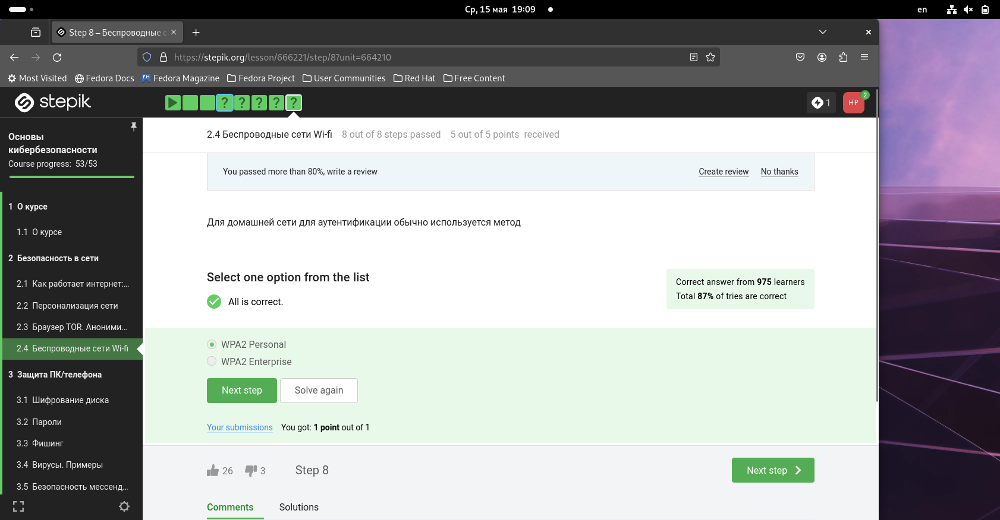 Ср, 15 мая 19:09
en
Step 8 – Беспроводные с
https://stepik.org/lesson/666221/step/8?unit=664210
Most Visited Fedora Docs Fedora Magazine Fedora Project User Communities Red Hat Free Content
stepik
? ? ? ? ?
1
HP
2
Основы
кибербезопасности
Course progress: 53/53
1 О курсе
1.1 О курсе
2 Безопасность в сети
2.1 Как работает интернет:...
2.2 Персонализация сети
2.3 Браузер TOR. Аноними...
2.4 Беспроводные сети Wi-fi
3 Защита ПК/телефона
3.1 Шифрование диска
3.2 Пароли
3.3 Фишинг
3.4 Вирусы. Примеры
3.5 Безопасность мессенд...
2.4 Беспроводные сети Wi-fi 8 out of 8 steps passed 5 out of 5 points received
You passed more than 80%, write a review Create review No thanks
Для домашней сети для аутентификации обычно используется метод
Select one option from the list
All is correct.
Correct answer from 975 learners
Total 87% of tries are correct
WPA2 Personal
WPA2 Enterprise
Next step Solve again
Your submissions You got: 1 point out of 1
26 3 Step 8 Next step
Comments Solutions